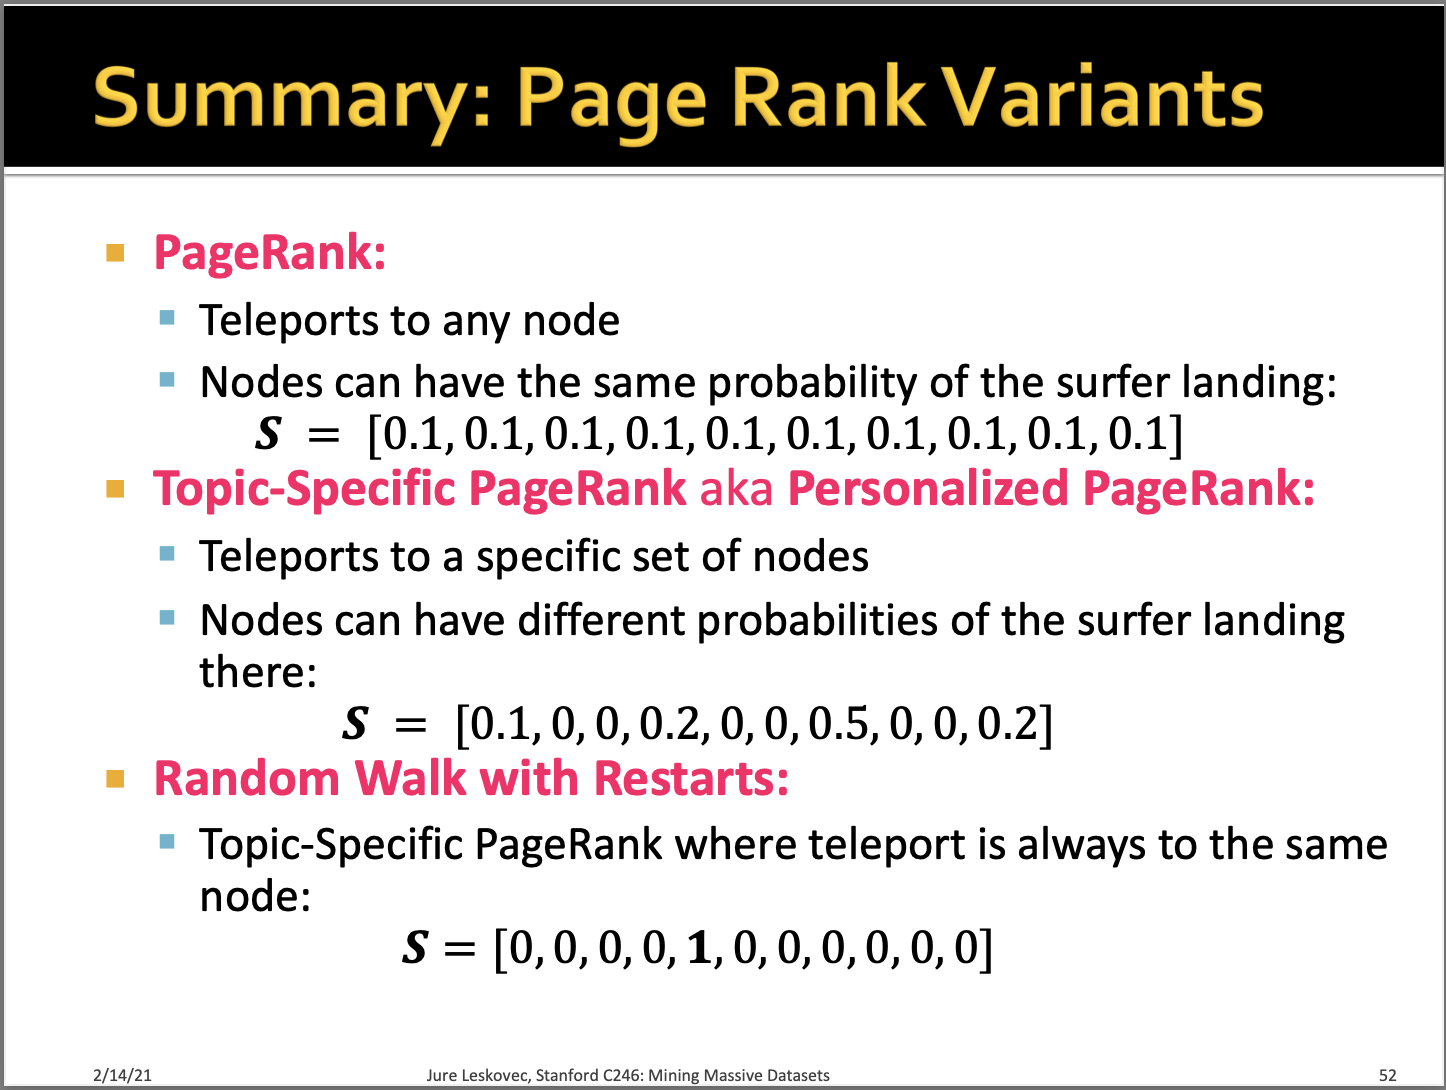 Summary: Page Rank Variants
PageRank:
Teleports to any node
Nodes can have the same probability of the surfer landing:
S = [0.1, 0.1, 0.1, 0.1, 0.1, 0.1, 0.1, 0.1, 0.1, 0.1]
Topic-Specific PageRank aka Personalized PageRank:
Teleports to a specific set of nodes
Nodes can have different probabilities of the surfer landing
there:
S = [0.1, 0, 0, 0.2, 0, 0, 0.5, 0, 0, 0.2]
Random Walk with Restarts:
Topic-Specific PageRank where teleport is always to the same
node:
S = [0, 0, 0, 0, 1, 0, 0, 0, 0, 0, 0]
2/14/21 Jure Leskovec, Stanford C246: Mining Massive Datasets 52